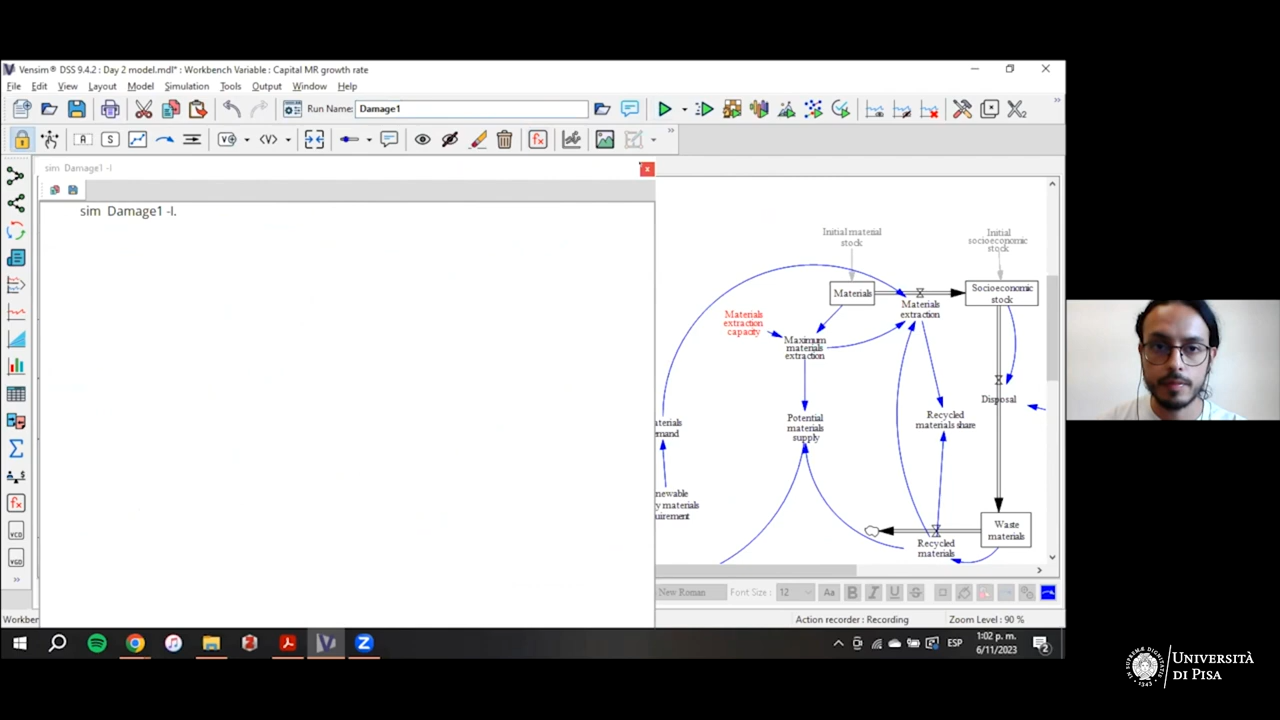 Vensim® DSS 9.4.2 : Day 2 model.mdl* : Workbench Variable : Capital MR growth rate
File Edit View Layout Model Simulation Tools Output Window Help
Run Name: Damage1
sim Damage1 -I
sim Damage1 -I.
Initial material
stock
Initial
socioeconomic
stock
Materials
Socioeconomic
stock
Materials
extraction
Materials
extraction
capacity
Maximum
materials
extraction
Disposal
Potential
materials
supply
Recycled
materials share
aterials
mand
newable
y materials
uirement
Waste
materials
Recycled
materials
New Roman Font Size : 12 Aa B I U S
Workben
Action recorder : Recording Zoom Level : 90 %
ESP
1:02 p. m.
6/11/2023
2
UNIVERSITÀ
DI PISA